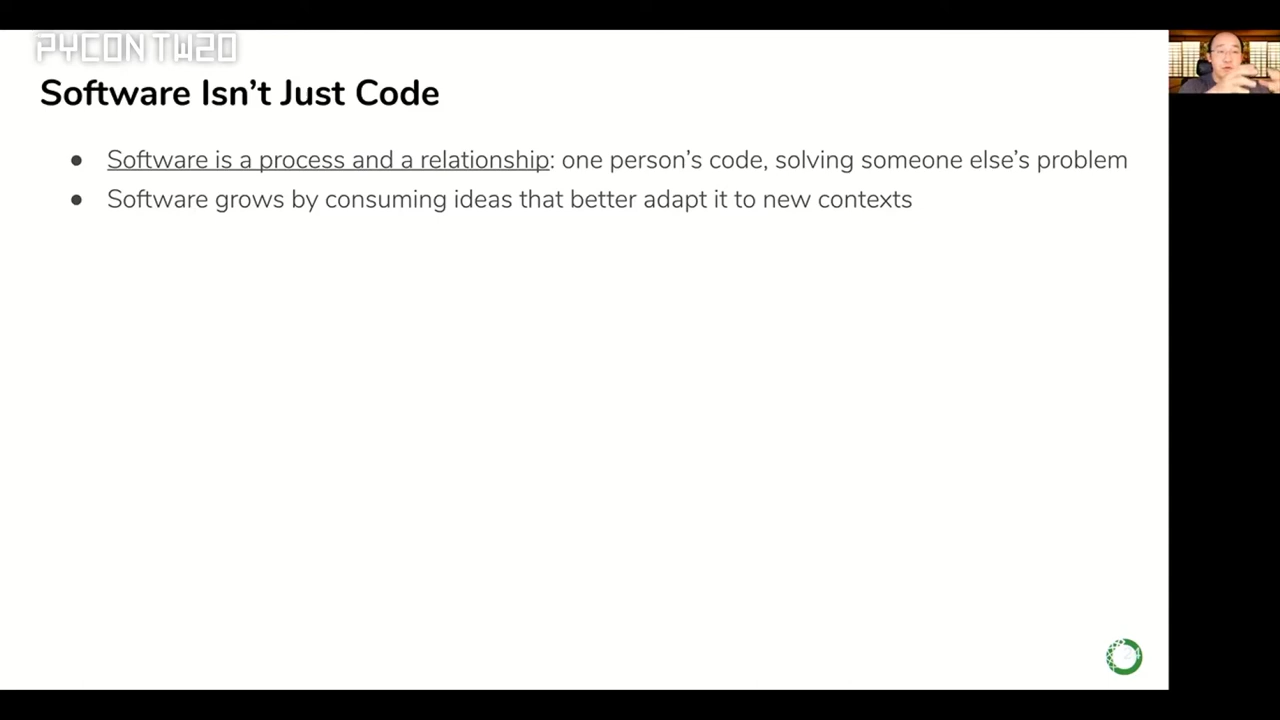 PYCON TW20
Software Isn't Just Code
● Software is a process and a relationship: one person's code, solving someone else's problem
● Software grows by consuming ideas that better adapt it to new contexts